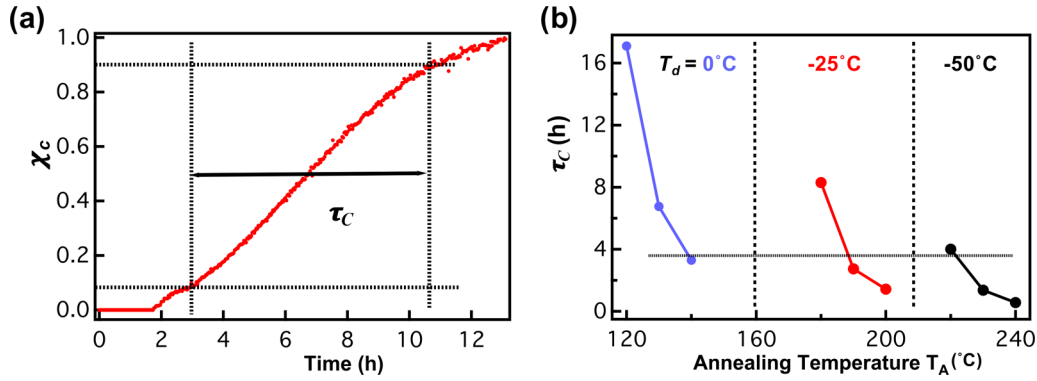 (a)
1.0
0.8
0.6
0.4
0.2
0.0
χc
τC
0 2 4 6 8 10 12
Time (h)
(b)
16
12
8
4
0
τC (h)
Td = 0°C -25°C -50°C
120 160 200 240
Annealing Temperature TA(°C)